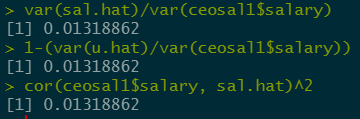 > var(sal.hat)/var(ceosal1$salary)
[1] 0.01318862
> 1-(var(u.hat)/var(ceosal1$salary))
[1] 0.01318862
> cor(ceosal1$salary, sal.hat)^2
[1] 0.01318862